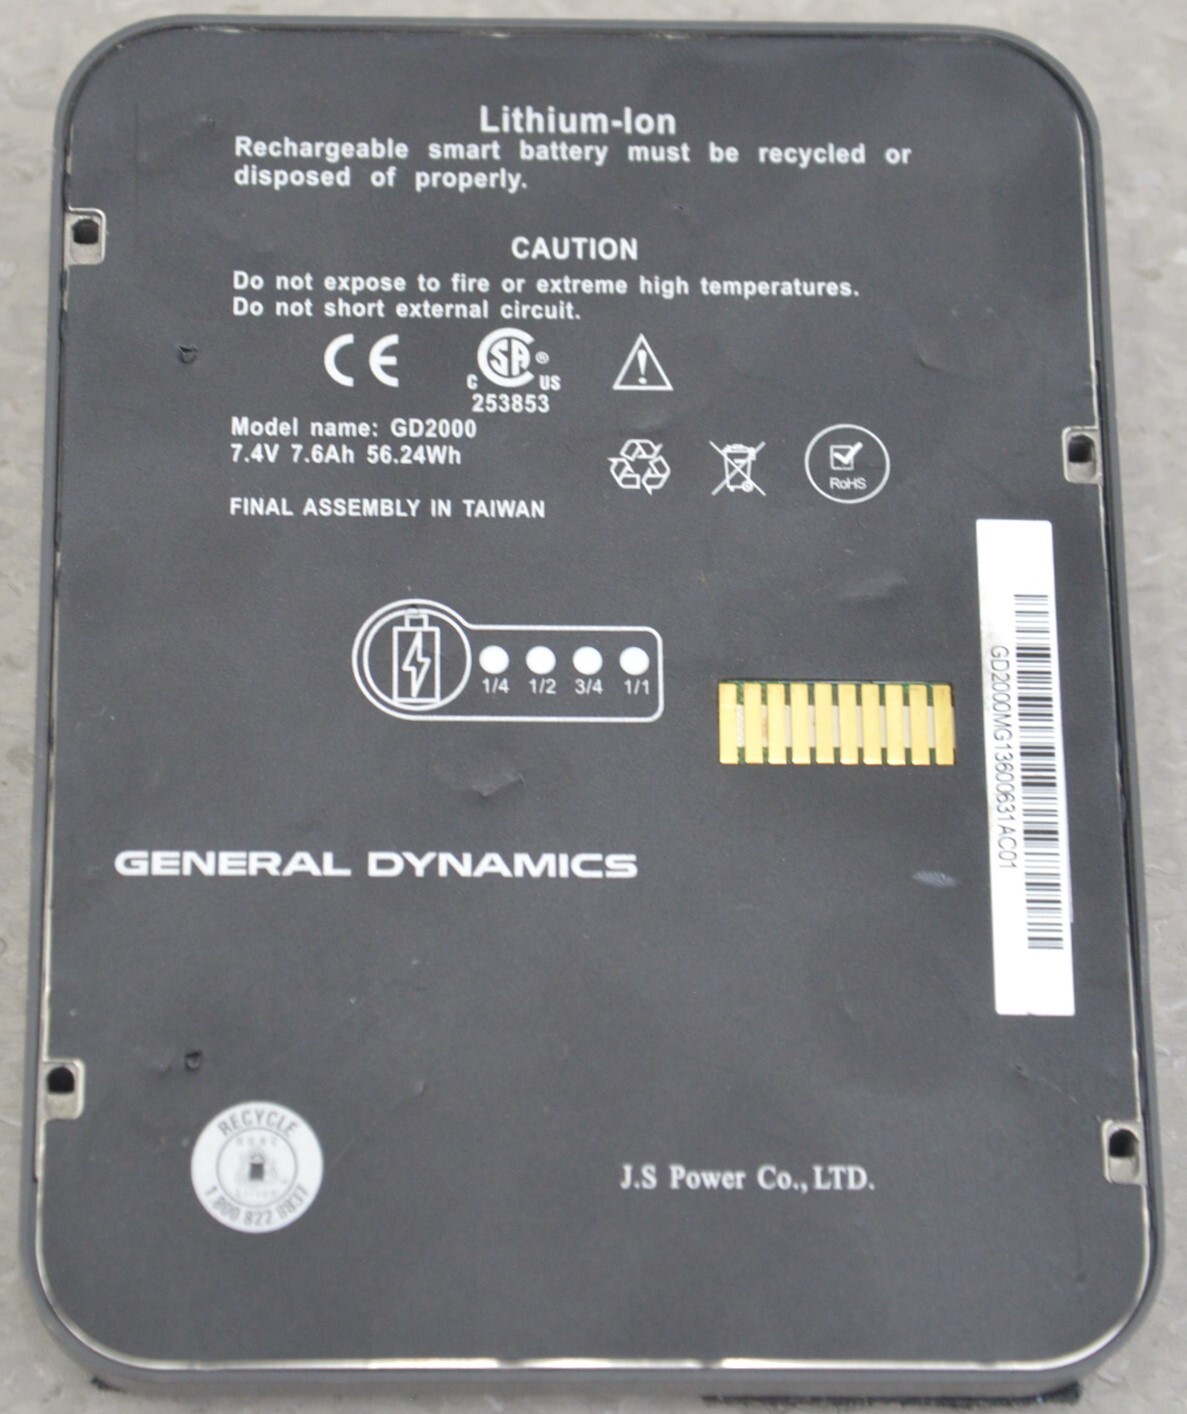 Lithium-Ion
Rechargeable smart battery must be recycled or
disposed of properly.
CAUTION
Do not expose to fire or extreme high temperatures.
Do not short external circuit.
CE
SA ®
C US
253853
Model name: GD2000
7.4V 7.6Ah 56.24Wh
RoHS
FINAL ASSEMBLY IN TAIWAN
1/4 1/2 3/4 1/1
GD2000MG13600631AC01
GENERAL DYNAMICS
RECYCLE
1 800 822 8837
J.S Power Co., LTD.